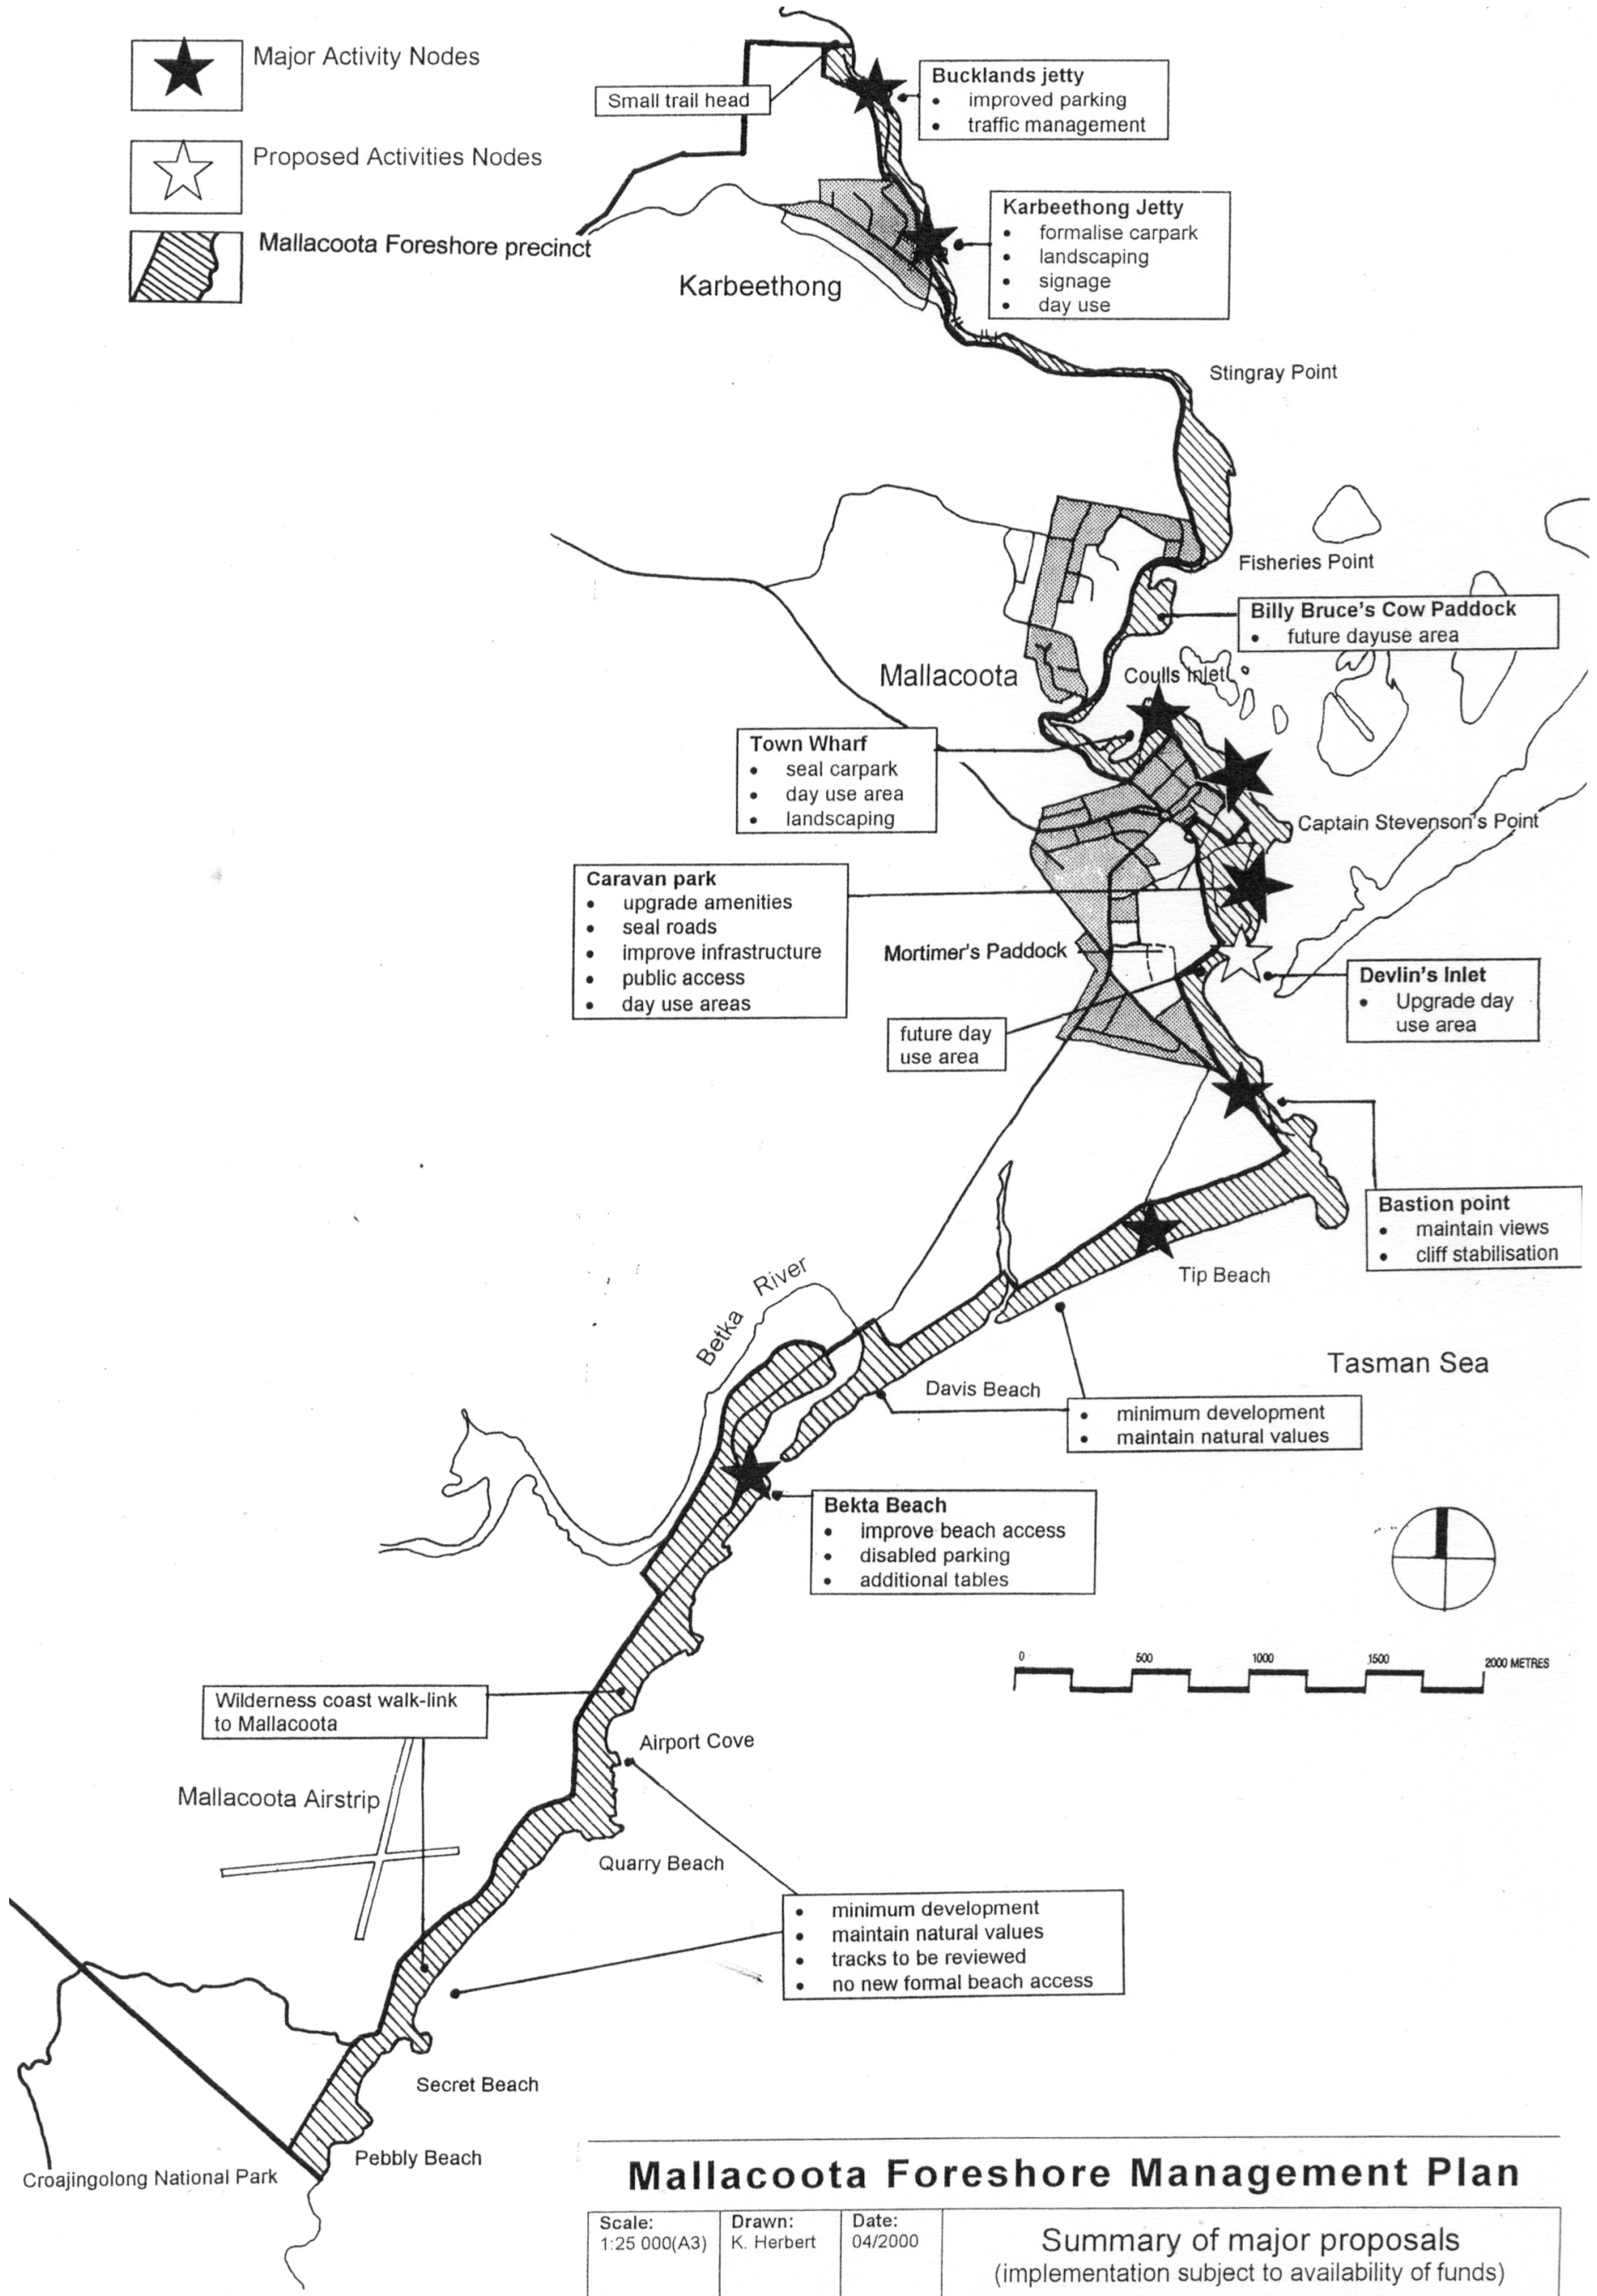 Major Activity Nodes
Proposed Activities Nodes
Mallacoota Foreshore precinct
Small trail head
Bucklands jetty
• improved parking
• traffic management
Karbeethong Jetty
• formalise carpark
• landscaping
• signage
• day use
Karbeethong
Stingray Point
Fisheries Point
Billy Bruce's Cow Paddock
• future dayuse area
Mallacoota
Coulls Inlet
Town Wharf
• seal carpark
• day use area
• landscaping
Captain Stevenson's Point
Caravan park
• upgrade amenities
• seal roads
• improve infrastructure
• public access
• day use areas
Mortimer's Paddock
Devlin's Inlet
• Upgrade day
use area
future day
use area
Bastion point
• maintain views
• cliff stabilisation
Tip Beach
Betka River
Tasman Sea
Davis Beach
• minimum development
• maintain natural values
Bekta Beach
• improve beach access
• disabled parking
• additional tables
0 500 1000 1500 2000 METRES
Wilderness coast walk-link
to Mallacoota
Airport Cove
Mallacoota Airstrip
Quarry Beach
• minimum development
• maintain natural values
• tracks to be reviewed
• no new formal beach access
Secret Beach
Pebbly Beach
Croajingolong National Park
Mallacoota Foreshore Management Plan
Scale:
1:25 000(A3)
Drawn:
K. Herbert
Date:
04/2000
Summary of major proposals
(implementation subject to availability of funds)